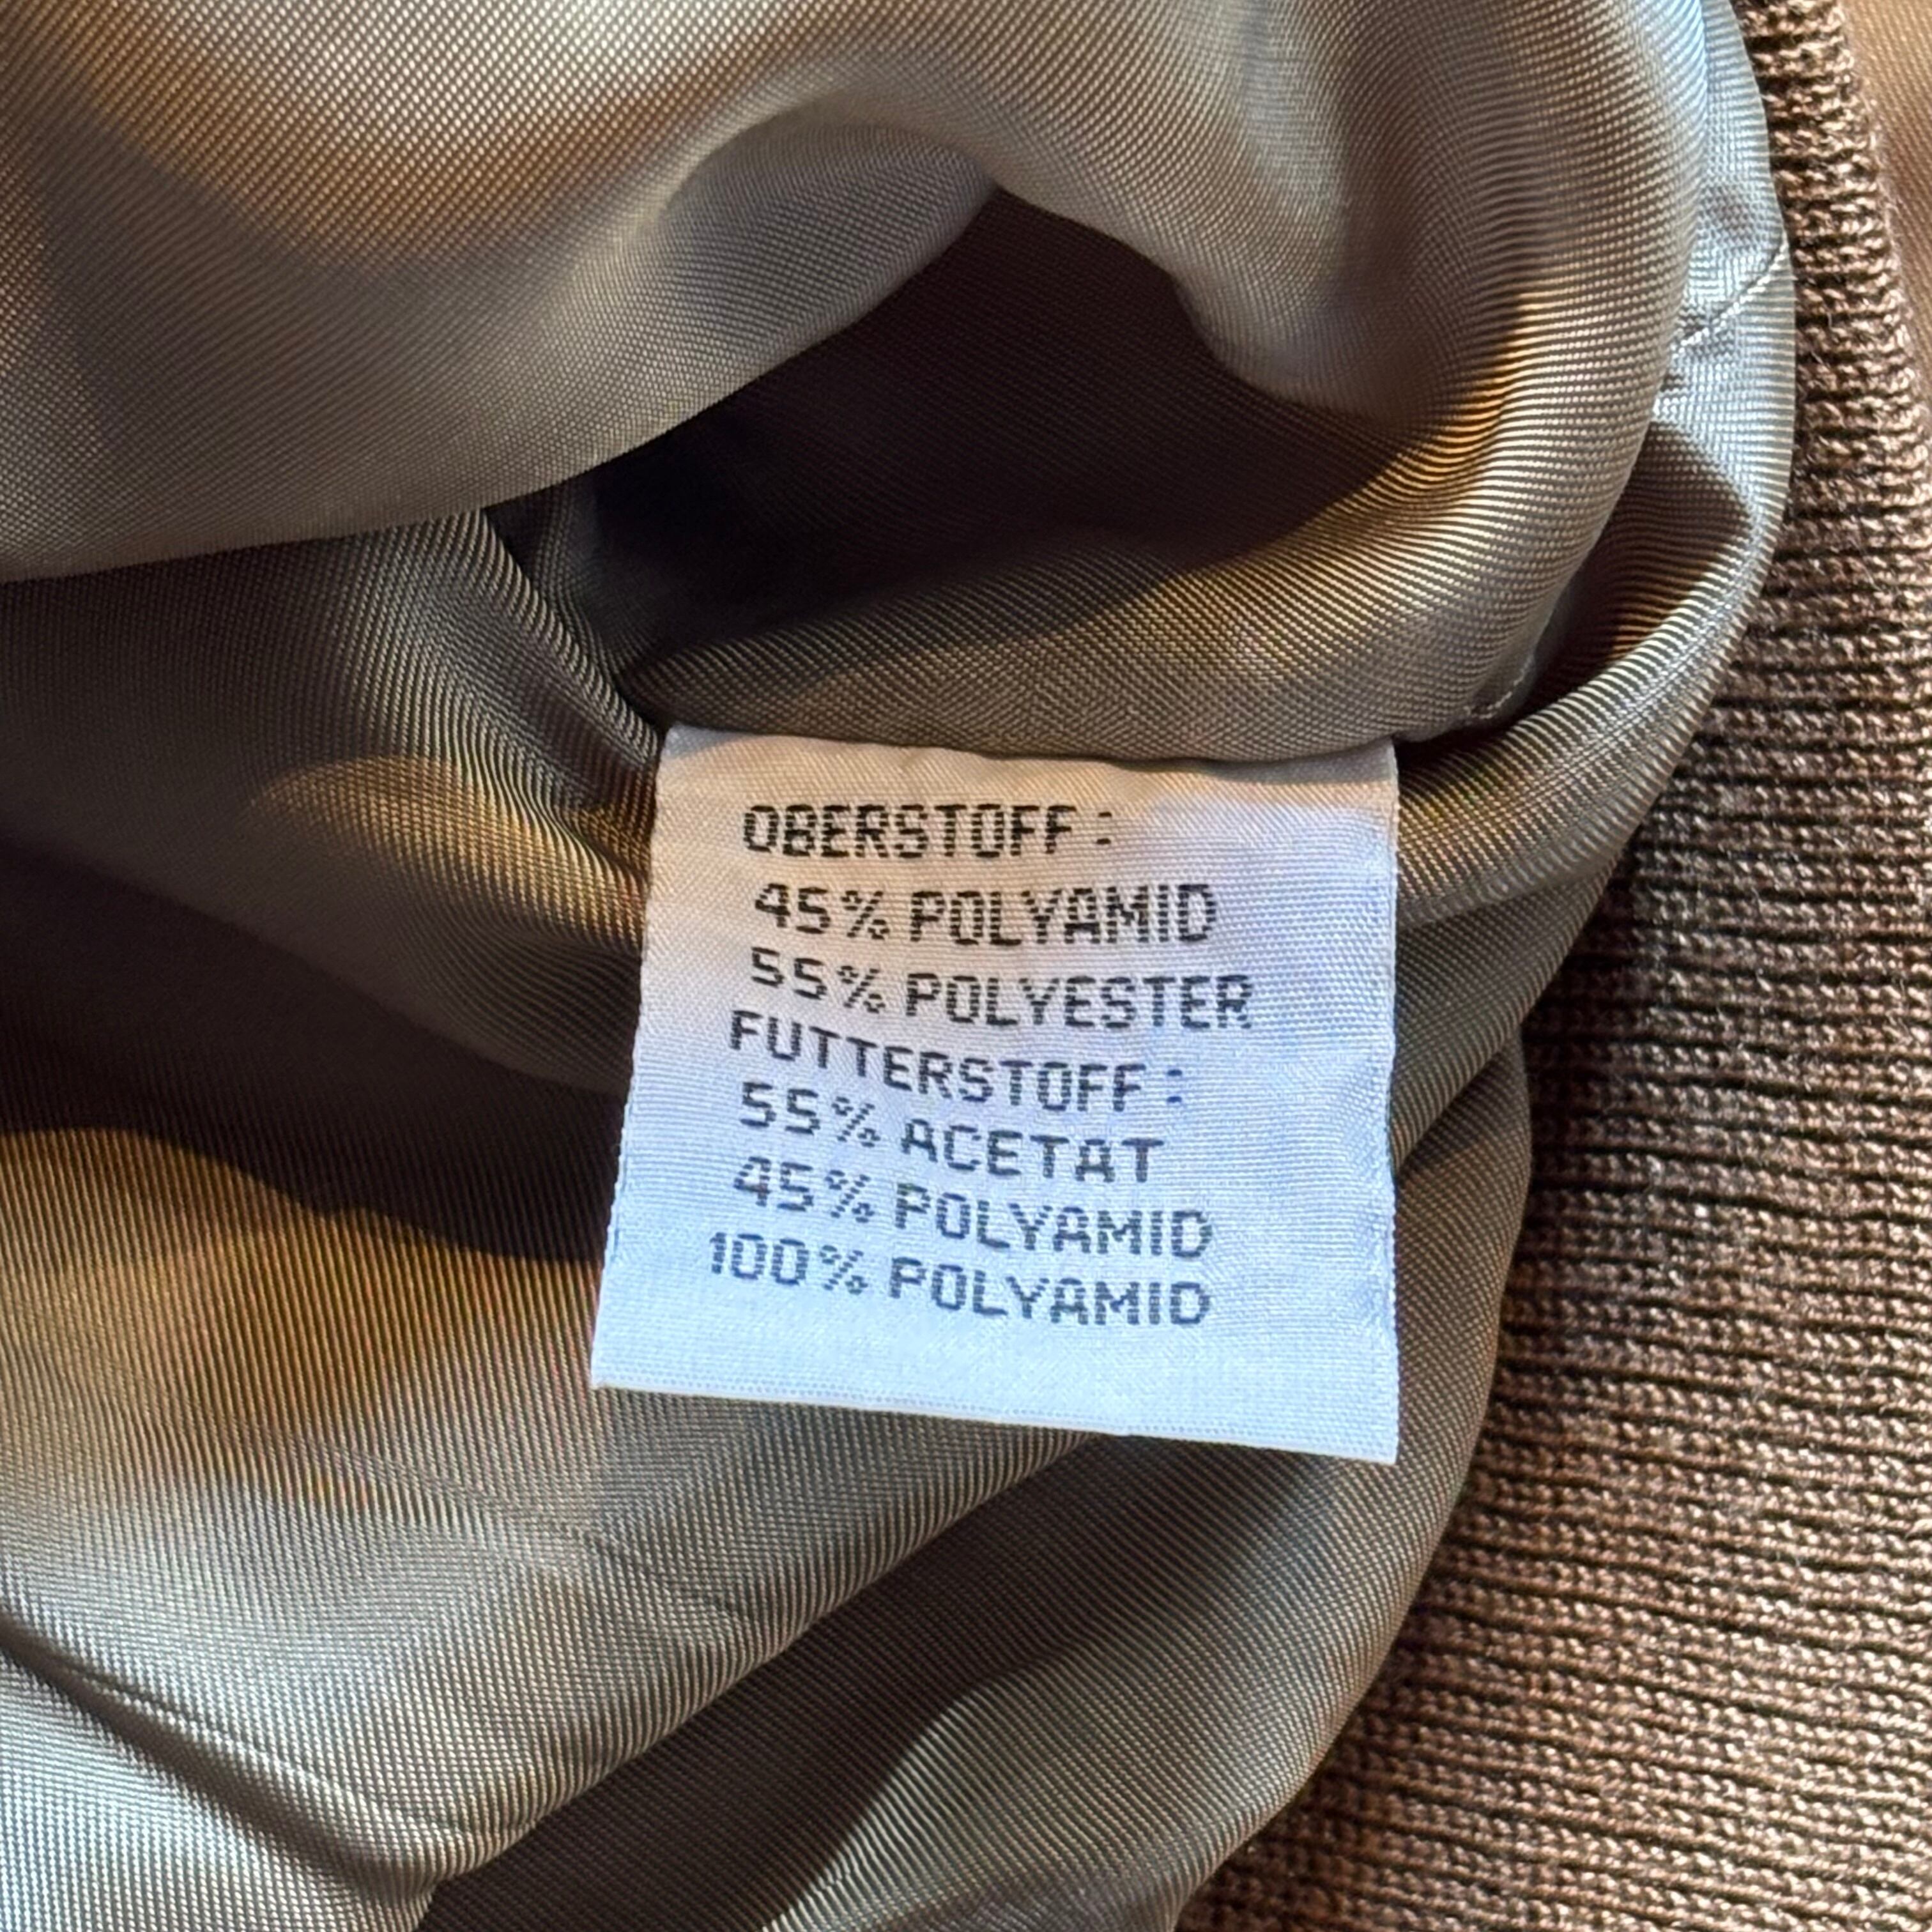 OBERSTOFF :
45% POLYAMID
55% POLYESTER
FUTTERSTOFF :
55% ACETAT
45% POLYAMID
100% POLYAMID